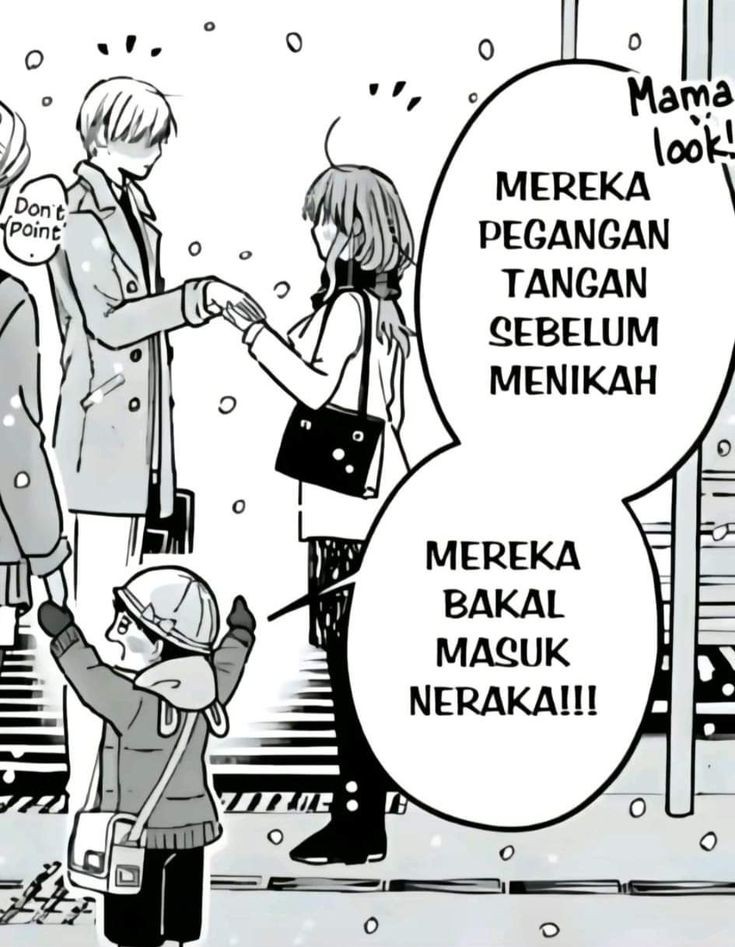 Mama
look!
MEREKA
PEGANGAN
TANGAN
SEBELUM
MENIKAH
Don't
point
MEREKA
BAKAL
MASUK
NERAKA!!!